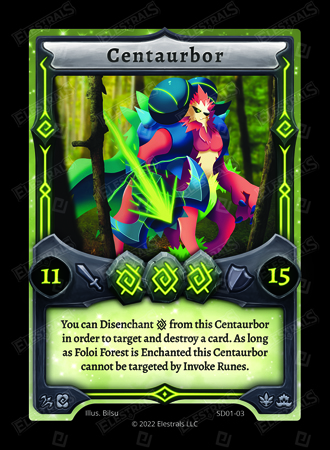 Centaurbor
11
15
You can Disenchant from this Centaurbor
in order to target and destroy a card. As long
as Foloi Forest is Enchanted this Centaurbor
cannot be targeted by Invoke Runes.
Illus. Bilsu
SD01-03
© 2022 Elestrals LLC
ELESTRALS